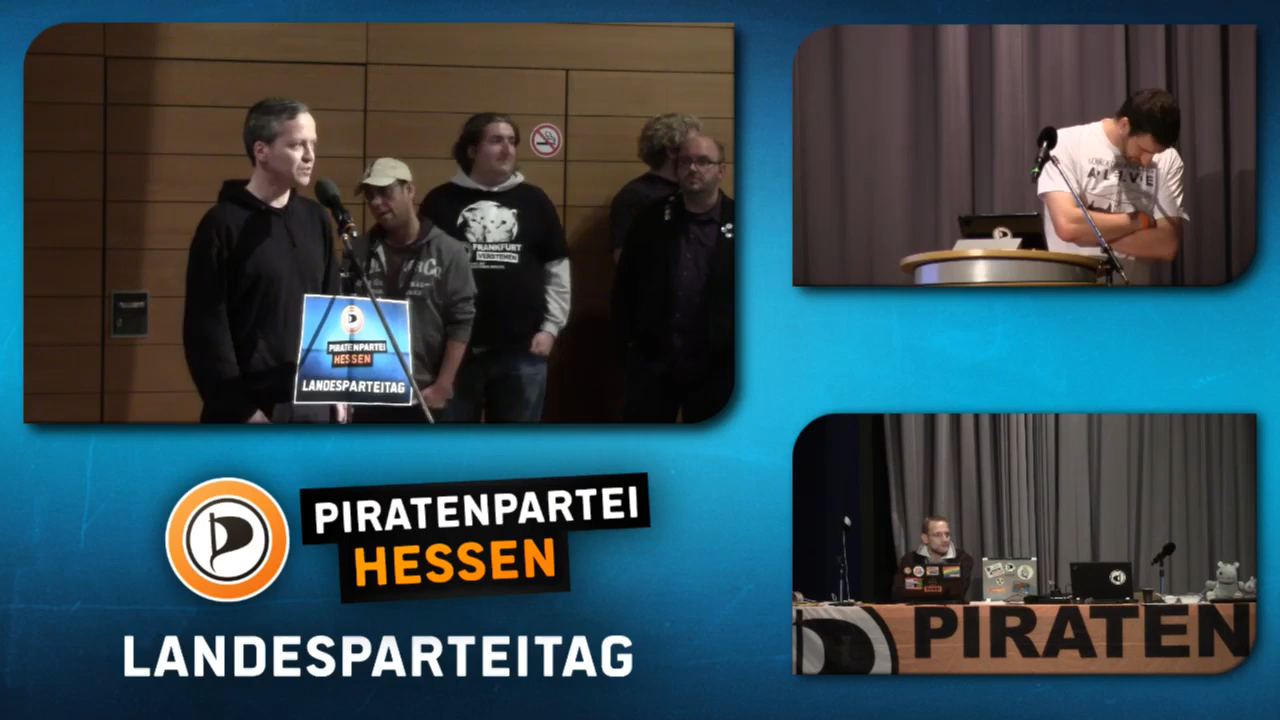 FRANKFURT
VERSTEHEN
PIRATENPARTEI
HESSEN
LANDESPARTEITAG
PIRATENPARTEI
HESSEN
LANDESPARTEITAG
PIRATEN